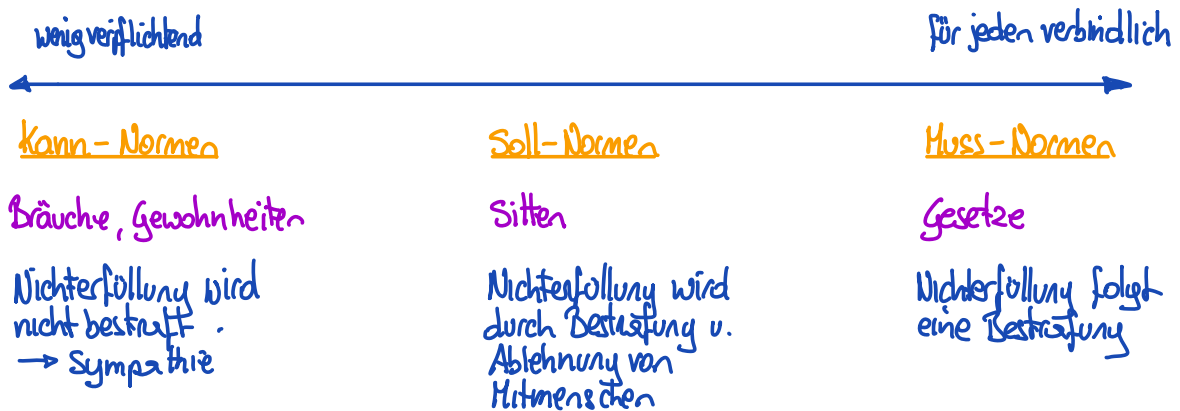 wenig verpflichtend
für jeden verbindlich
Kann-Normen
Soll-Normen
Muss-Normen
Bräuche, Gewohnheiten
Sitten
Gesetze
Nichterfüllung wird
nicht bestraft.
→ Sympathie
Nichterfüllung wird
durch Bestrafung u.
Ablehnung von
Mitmenschen
Nichterfüllung folgt
eine Bestrafung